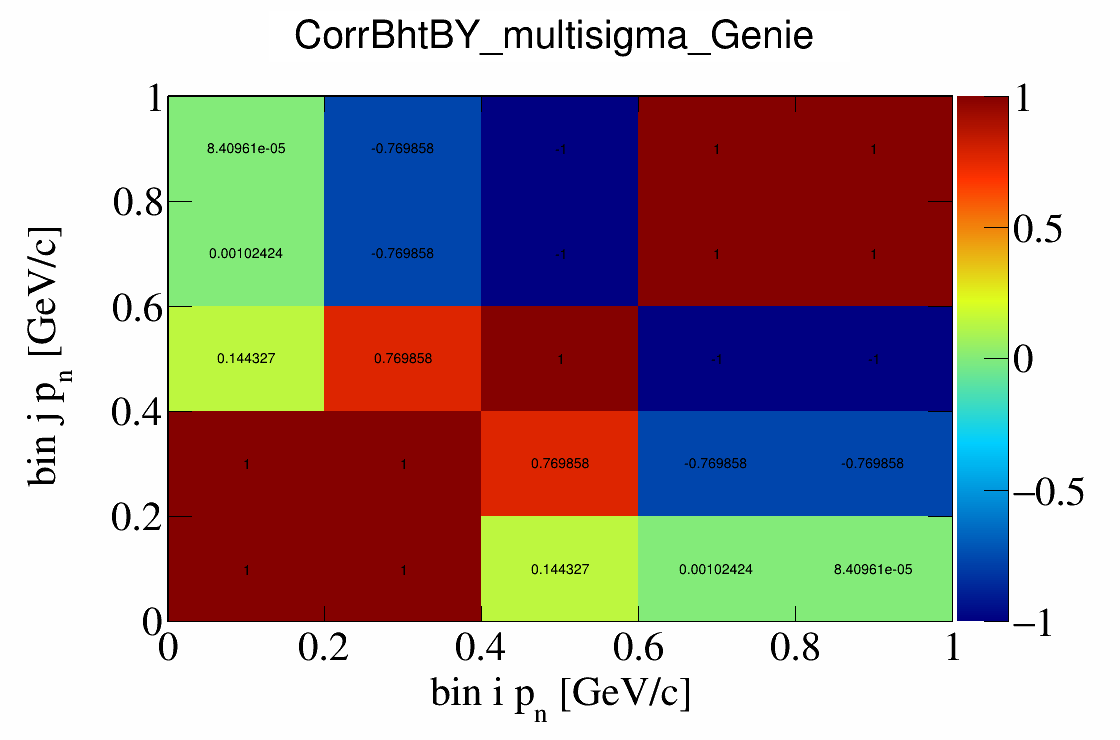 CorrBhtBY_multisigma_Genie
1
8.40961e-05 -0.769858 -1 1 1
1
0.8
0.5
0.00102424 -0.769858 -1 1 1
0.6
0.144327 0.769858 1 -1 -1
0
0.4
1 1 0.769858 -0.769858 -0.769858
−0.5
0.2
1 1 0.144327 0.00102424 8.40961e-05
0
−1
0 0.2 0.4 0.6 0.8 1
bin i pn [GeV/c]
bin j pn [GeV/c]